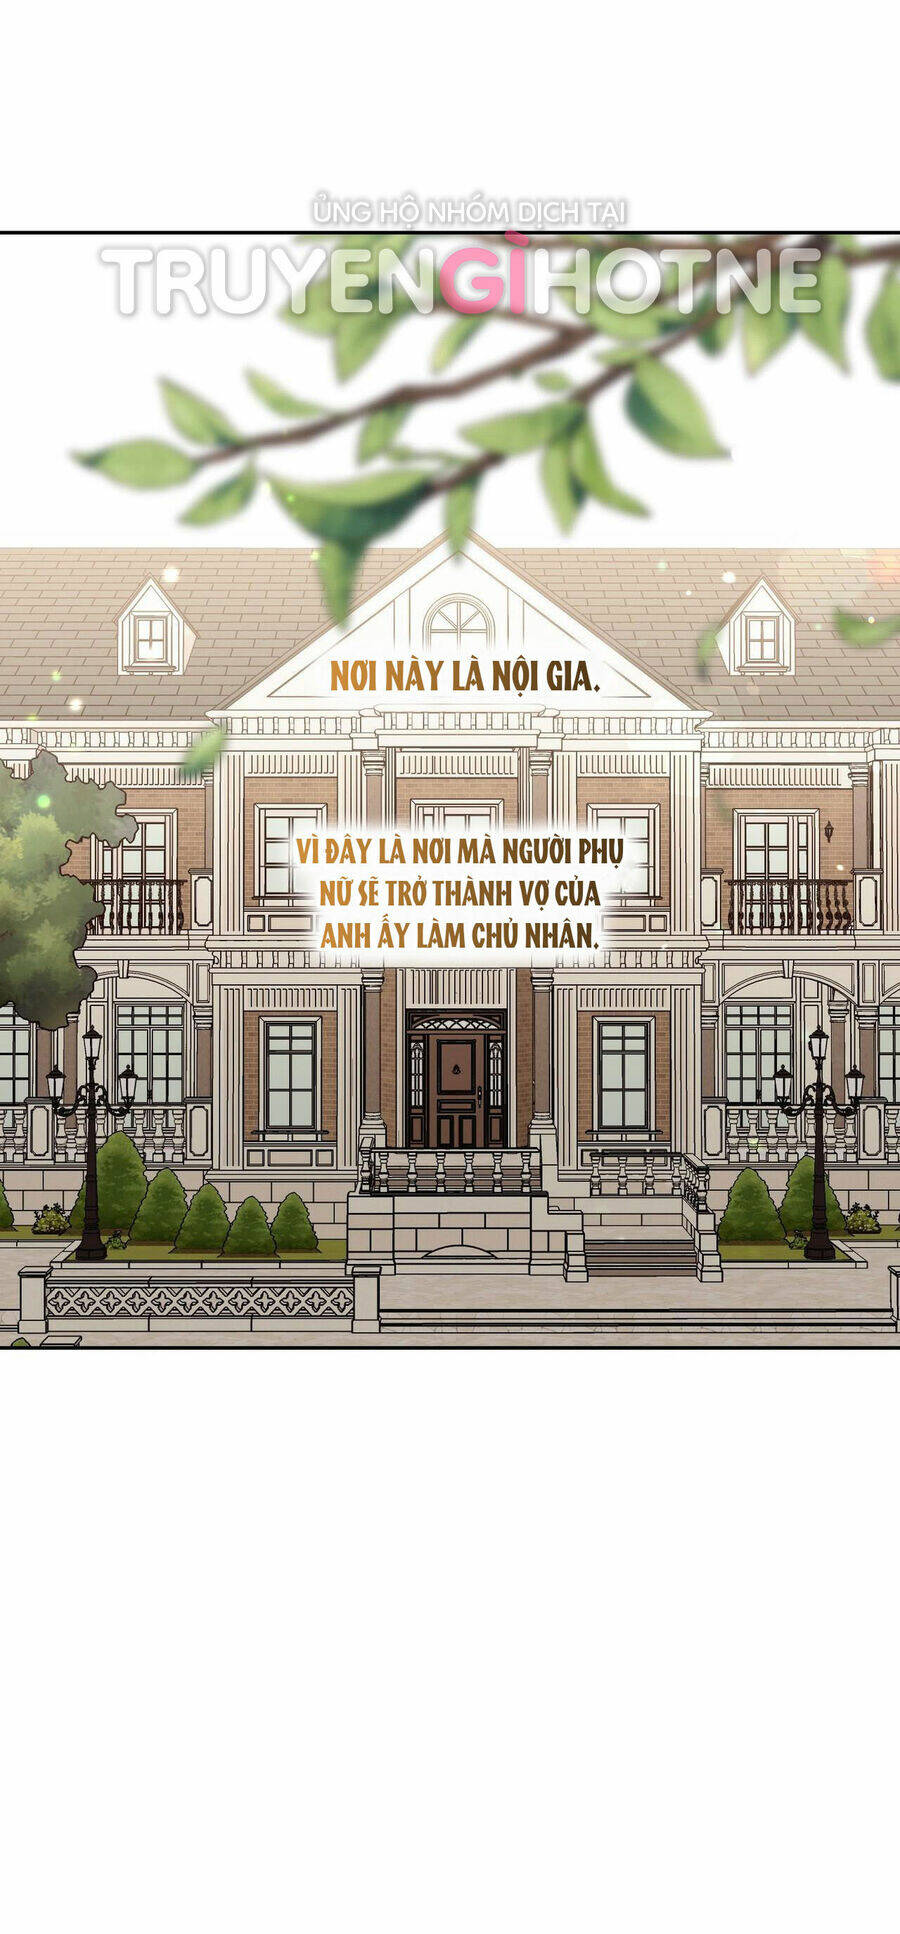 ỦNG HỘ NHÓM DỊCH TẠI
TRUYENGÌHOTNE
NƠI NÀY LÀ NỘI GIA.
VÌ ĐÂY LÀ NƠI MÀ NGƯỜI PHỤ
NỮ SẼ TRỞ THÀNH VỢ CỦA
ANH ẤY LÀM CHỦ NHÂN.